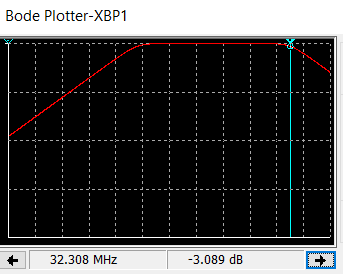 Bode Plotter-XBP1
32.308 MHz
-3.089 dB